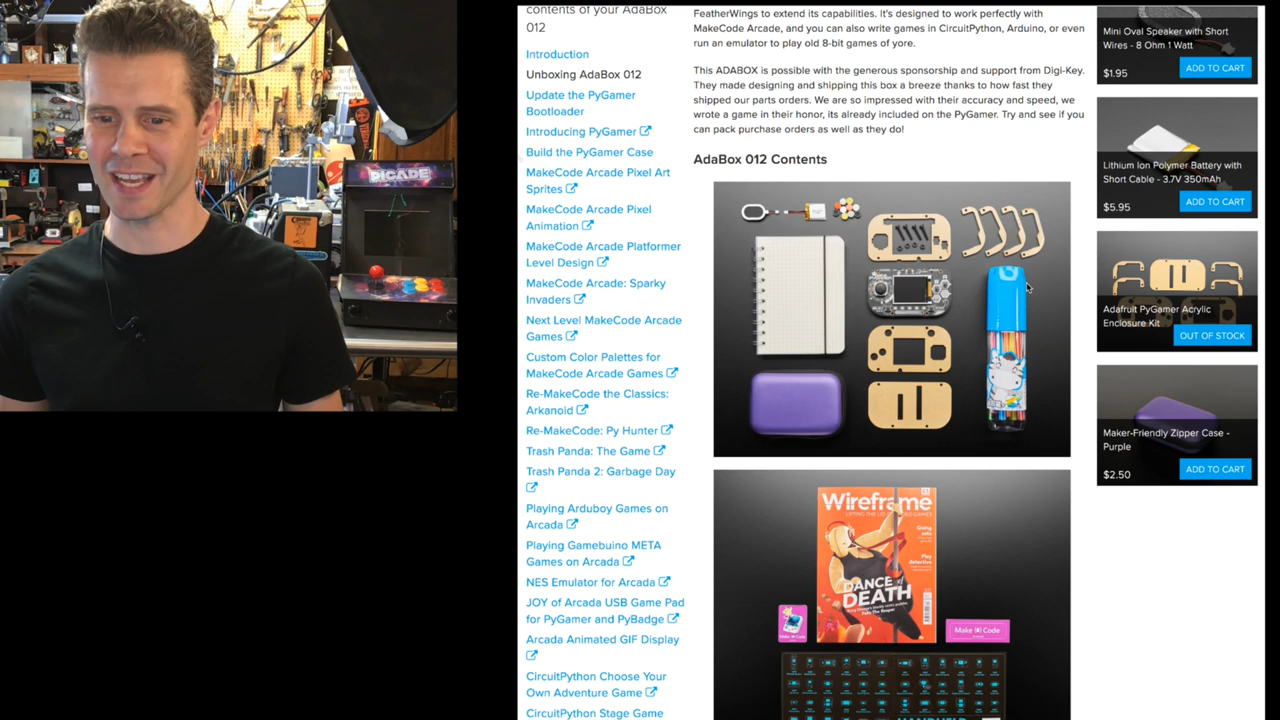 contents of your AdaBox
012
Introduction
Unboxing AdaBox 012
Update the PyGamer
Bootloader
Introducing PyGamer
Build the PyGamer Case
MakeCode Arcade Pixel Art
Sprites
MakeCode Arcade Pixel
Animation
MakeCode Arcade Platformer
Level Design
MakeCode Arcade: Sparky
Invaders
Next Level MakeCode Arcade
Games
Custom Color Palettes for
MakeCode Arcade Games
Re-MakeCode the Classics:
Arkanoid
Re-MakeCode: Py Hunter
Trash Panda: The Game
Trash Panda 2: Garbage Day
Playing Arduboy Games on
Arcada
Playing Gamebuino META
Games on Arcada
NES Emulator for Arcada
JOY of Arcada USB Game Pad
for PyGamer and PyBadge
Arcada Animated GIF Display
CircuitPython Choose Your
Own Adventure Game
CircuitPython Stage Game
FeatherWings to extend its capabilities. It's designed to work perfectly with
MakeCode Arcade, and you can also write games in CircuitPython, Arduino, or even
run an emulator to play old 8-bit games of yore.
This ADABOX is possible with the generous sponsorship and support from Digi-Key.
They made designing and shipping this box a breeze thanks to how fast they
shipped our parts orders. We are so impressed with their accuracy and speed, we
wrote a game in their honor, its already included on the PyGamer. Try and see if you
can pack purchase orders as well as they do!
AdaBox 012 Contents
Wireframe
Going
Play
detective
DANCE of
DEATH
Make Code
Make Code
Mini Oval Speaker with Short
Wires - 8 Ohm 1 Watt
$1.95
ADD TO CART
Lithium Ion Polymer Battery with
Short Cable - 3.7V 350mAh
$5.95
ADD TO CART
Adafruit PyGamer Acrylic
Enclosure Kit
OUT OF STOCK
Maker-Friendly Zipper Case -
Purple
$2.50
ADD TO CART
PICADE